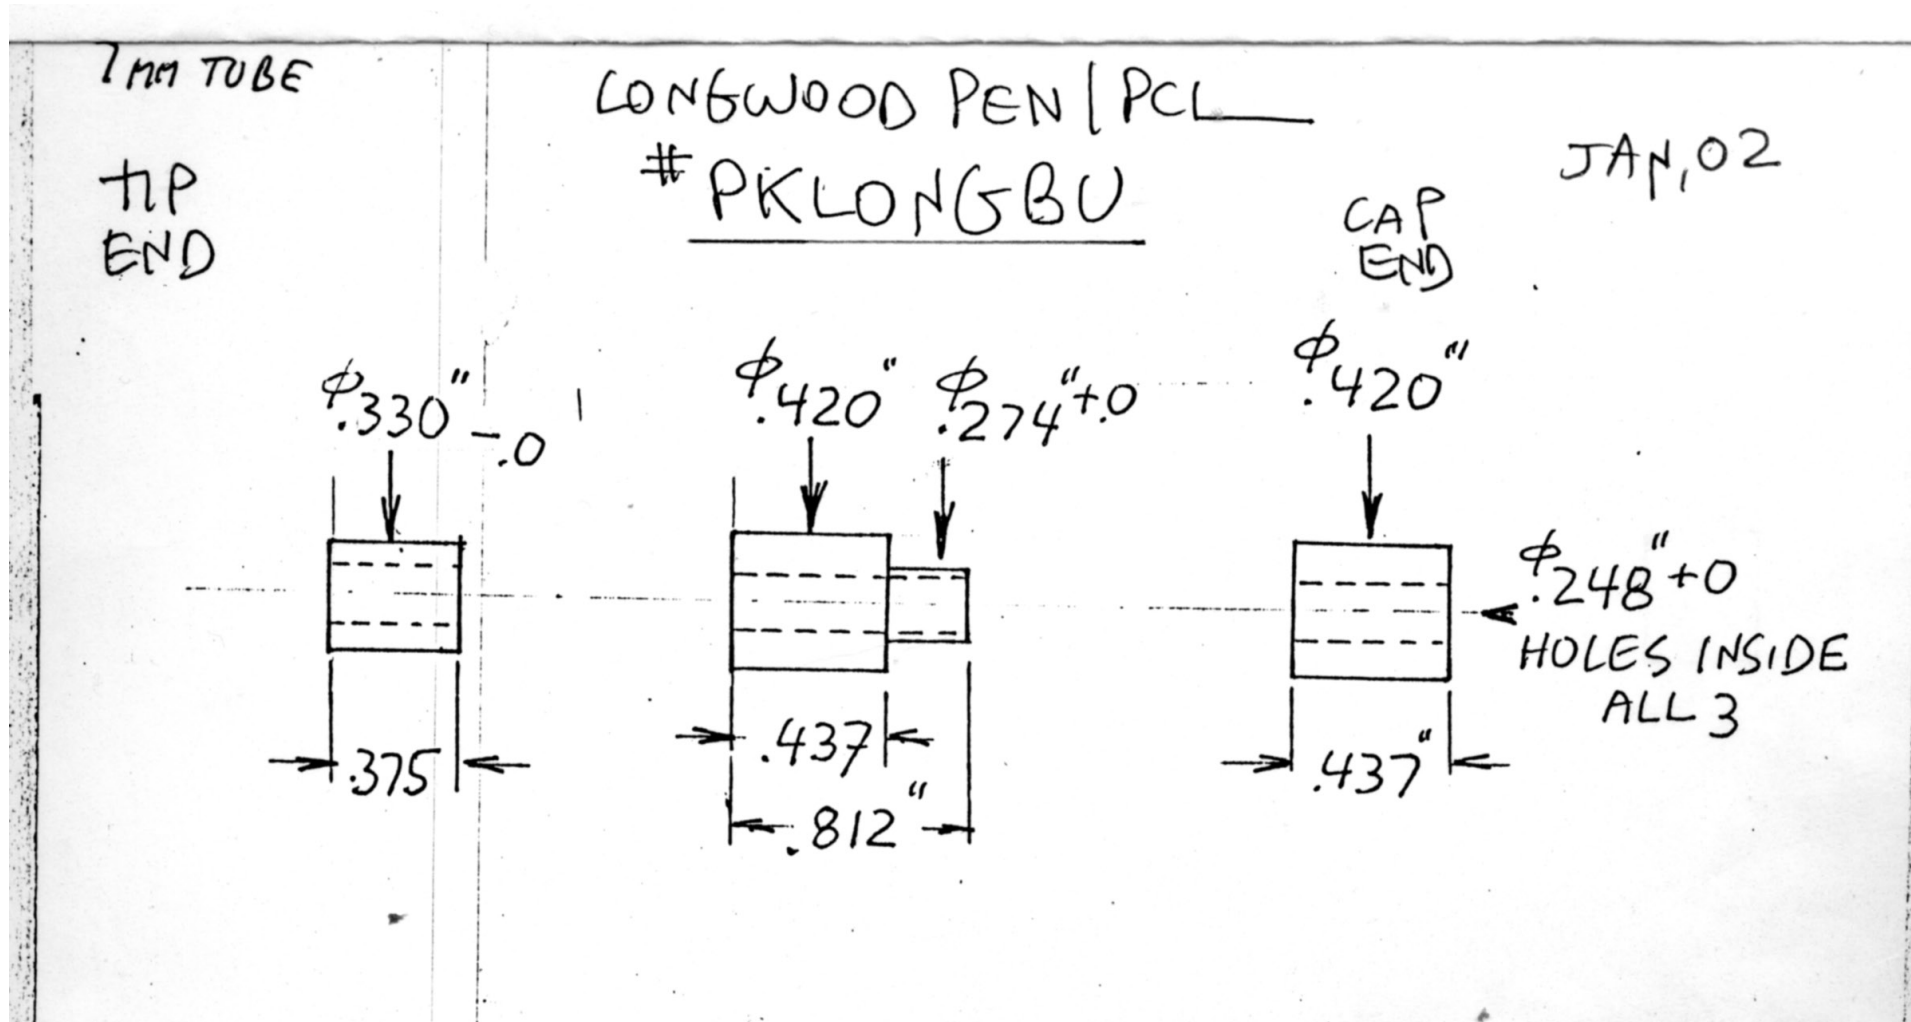 7MM TUBE
LONGWOOD PEN/PCL
# PKLONGBU
JAN,02
TIP
END
CAP
END
ϕ.330" -.0
ϕ.420"
ϕ.274" +.0
ϕ.420"
ϕ.248" +0
HOLES INSIDE
ALL 3
.375
.437
.812"
.437"